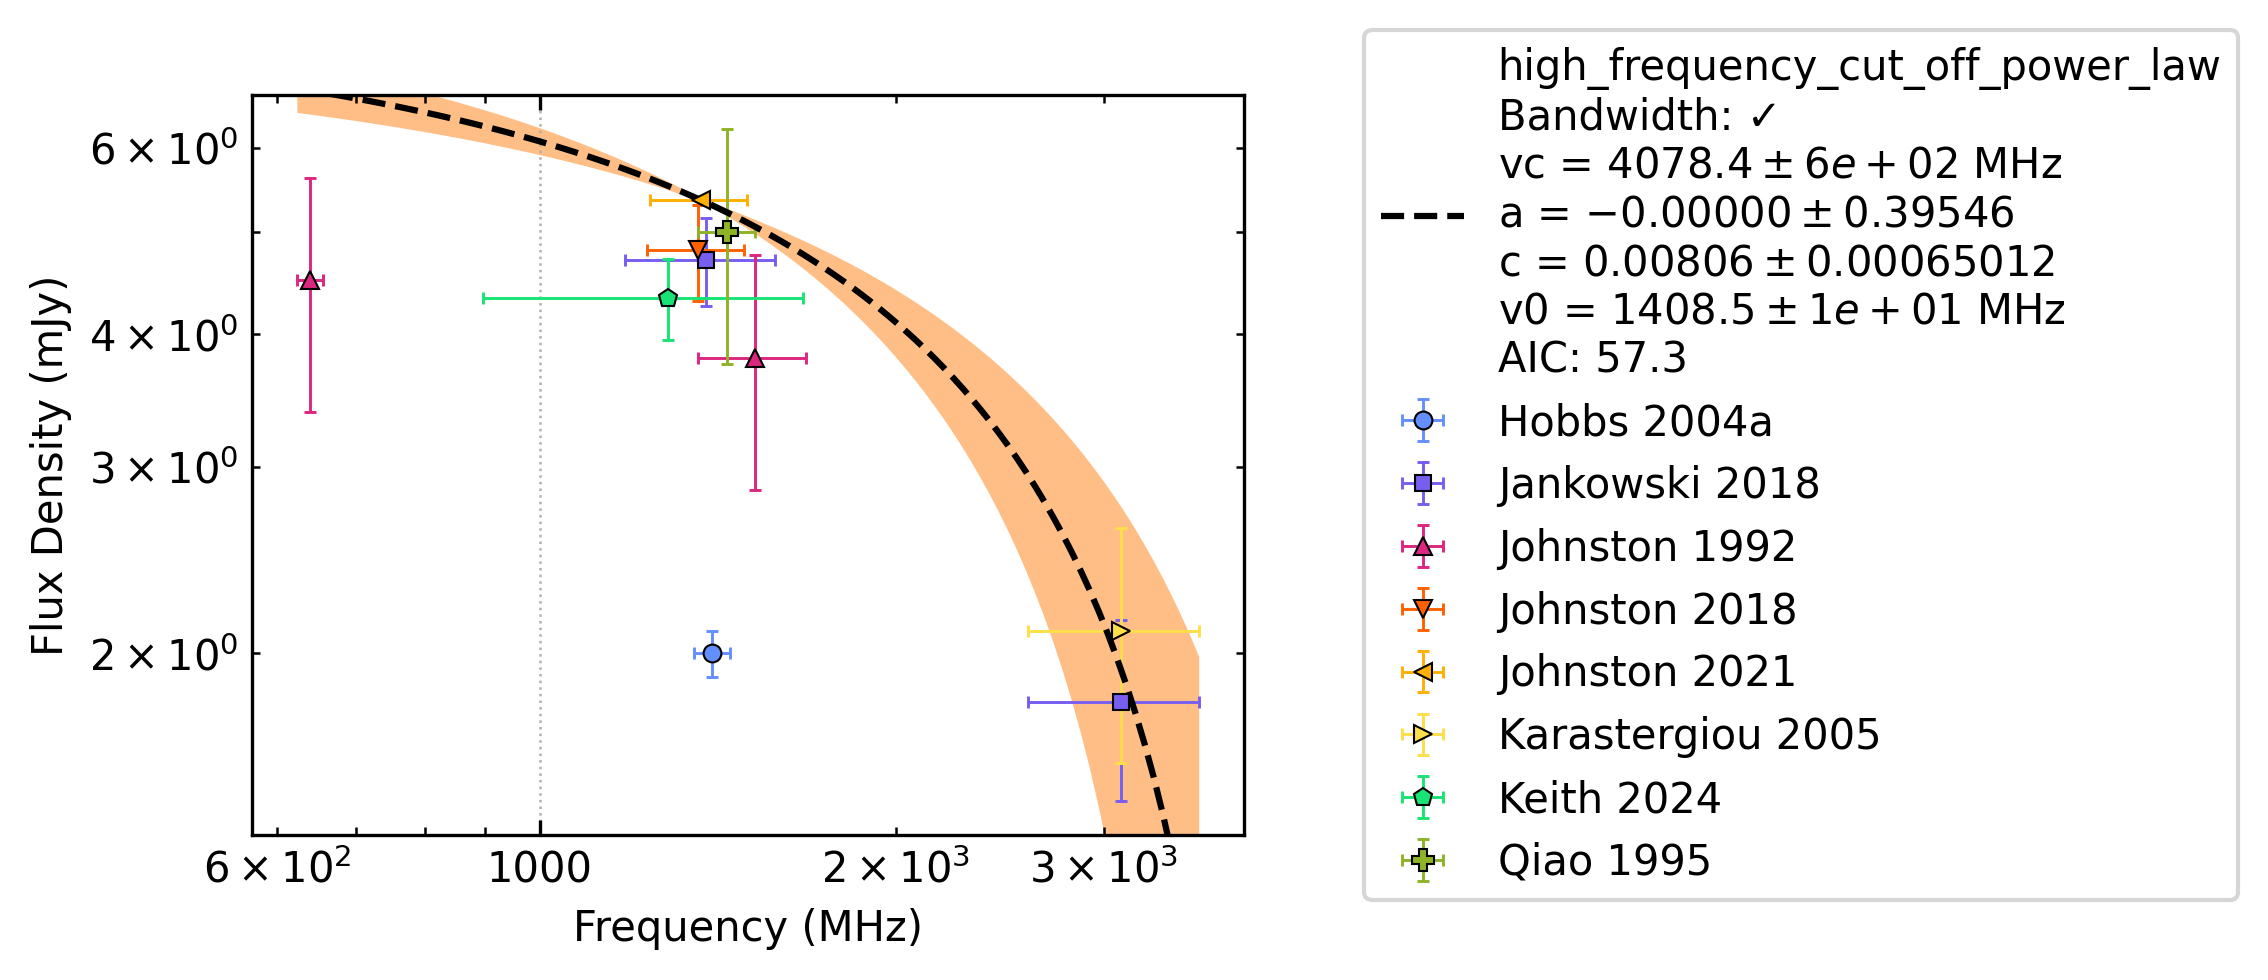 high_frequency_cut_off_power_law
Bandwidth: ✓
vc = 4078.4 ± 6e + 02 MHz
a = −0.00000 ± 0.39546
c = 0.00806 ± 0.00065012
v0 = 1408.5 ± 1e + 01 MHz
AIC: 57.3
Hobbs 2004a
Jankowski 2018
Johnston 1992
Johnston 2018
Johnston 2021
Karastergiou 2005
Keith 2024
Qiao 1995
Flux Density (mJy)
6 × 10⁰
4 × 10⁰
3 × 10⁰
2 × 10⁰
6 × 10² 1000 2 × 10³ 3 × 10³
Frequency (MHz)